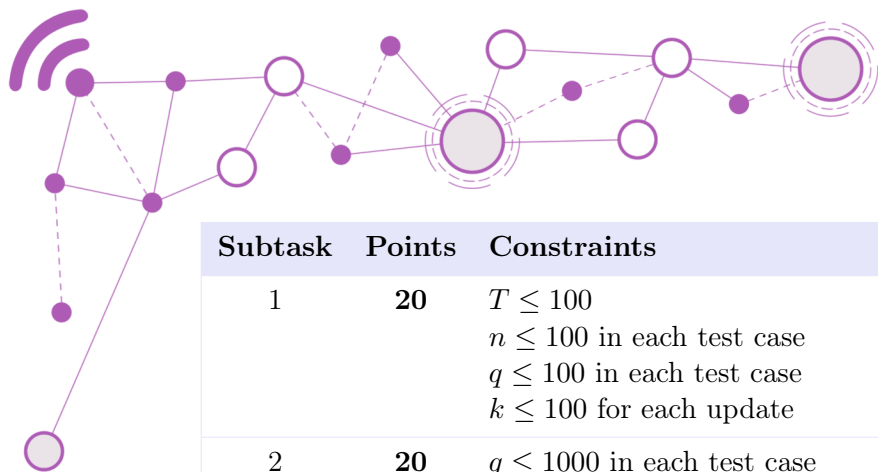 Subtask Points Constraints
1 20 T ≤ 100
n ≤ 100 in each test case
q ≤ 100 in each test case
k ≤ 100 for each update
2 20 q ≤ 1000 in each test case